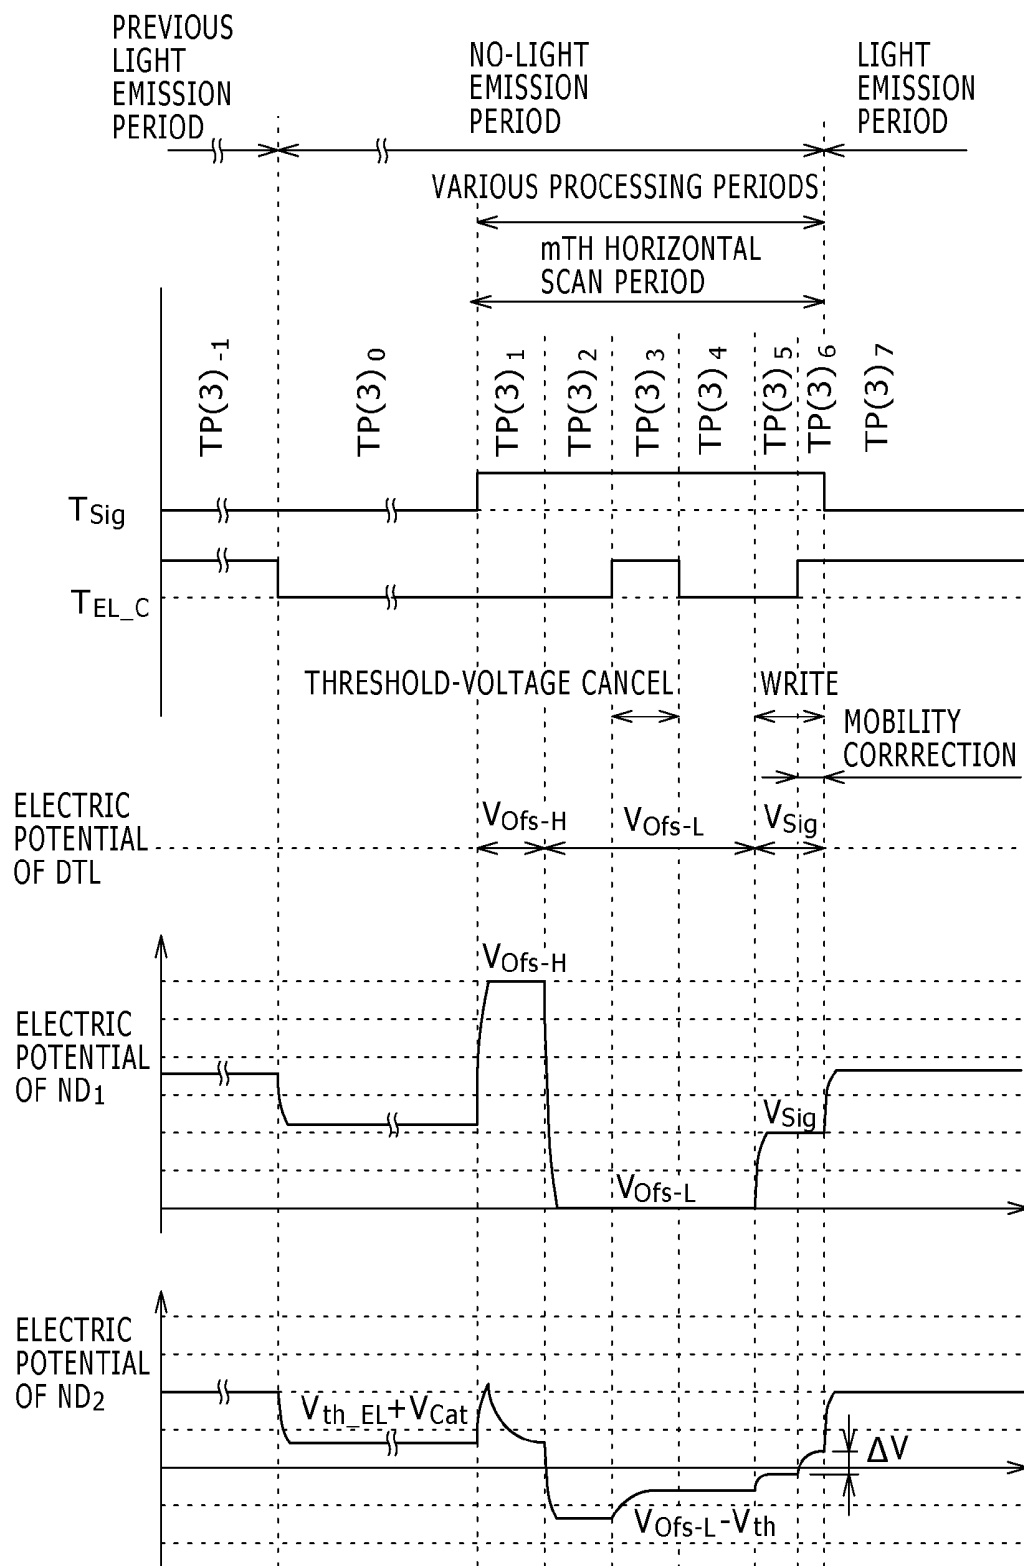 PREVIOUS
LIGHT
EMISSION
PERIOD
NO-LIGHT
EMISSION
PERIOD
LIGHT
EMISSION
PERIOD
VARIOUS PROCESSING PERIODS
mTH HORIZONTAL
SCAN PERIOD
TP(3)-1
TP(3)0
TP(3)1
TP(3)2
TP(3)3
TP(3)4
TP(3)5
TP(3)6
TP(3)7
TSig
TEL_C
THRESHOLD-VOLTAGE CANCEL
WRITE
MOBILITY
CORRRECTION
ELECTRIC
POTENTIAL
OF DTL
VOfs-H
VOfs-L
VSig
VOfs-H
ELECTRIC
POTENTIAL
OF ND1
VSig
VOfs-L
ELECTRIC
POTENTIAL
OF ND2
Vth_EL+VCat
ΔV
VOfs-L-Vth